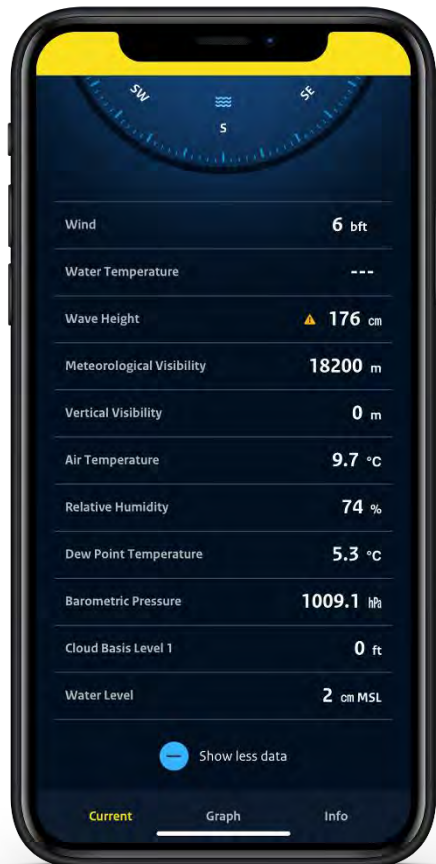 SW
SE
S
Wind 6 bft
Water Temperature ---
Wave Height 176 cm
Meteorological Visibility 18200 m
Vertical Visibility 0 m
Air Temperature 9.7 °C
Relative Humidity 74 %
Dew Point Temperature 5.3 °C
Barometric Pressure 1009.1 hPa
Cloud Basis Level 1 0 ft
Water Level 2 cm MSL
Show less data
Current Graph Info